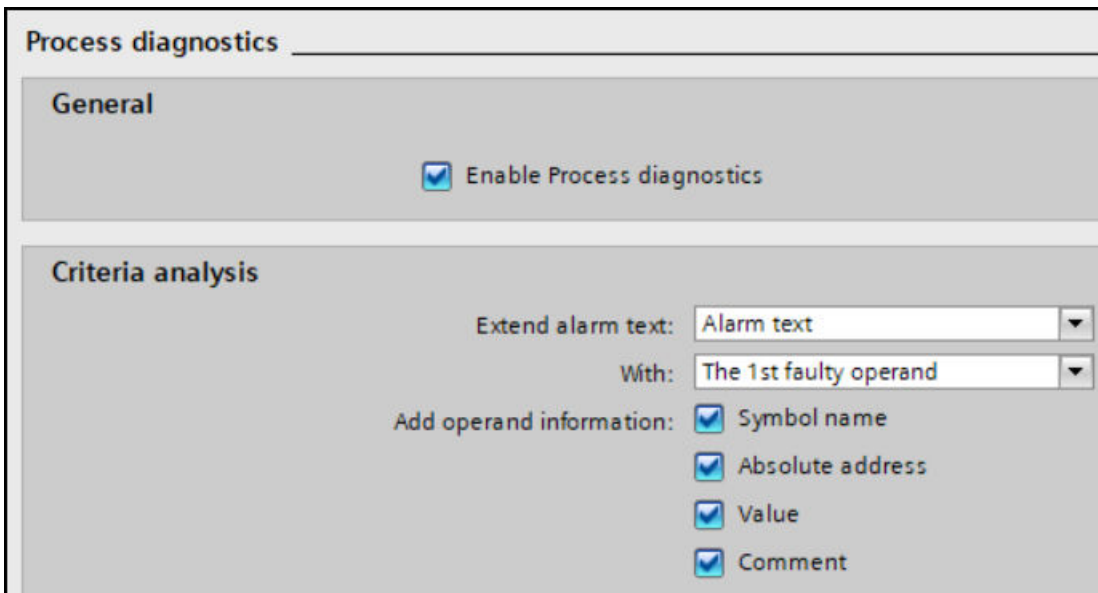 Process diagnostics
General
Enable Process diagnostics
Criteria analysis
Extend alarm text: Alarm text
With: The 1st faulty operand
Add operand information: Symbol name
Absolute address
Value
Comment